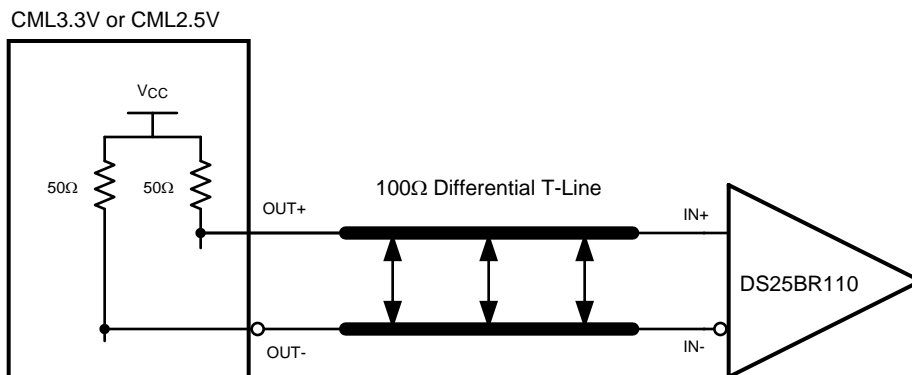 CML3.3V or CML2.5V
VCC
50Ω
50Ω
100Ω Differential T-Line
OUT+
IN+
DS25BR110
OUT-
IN-